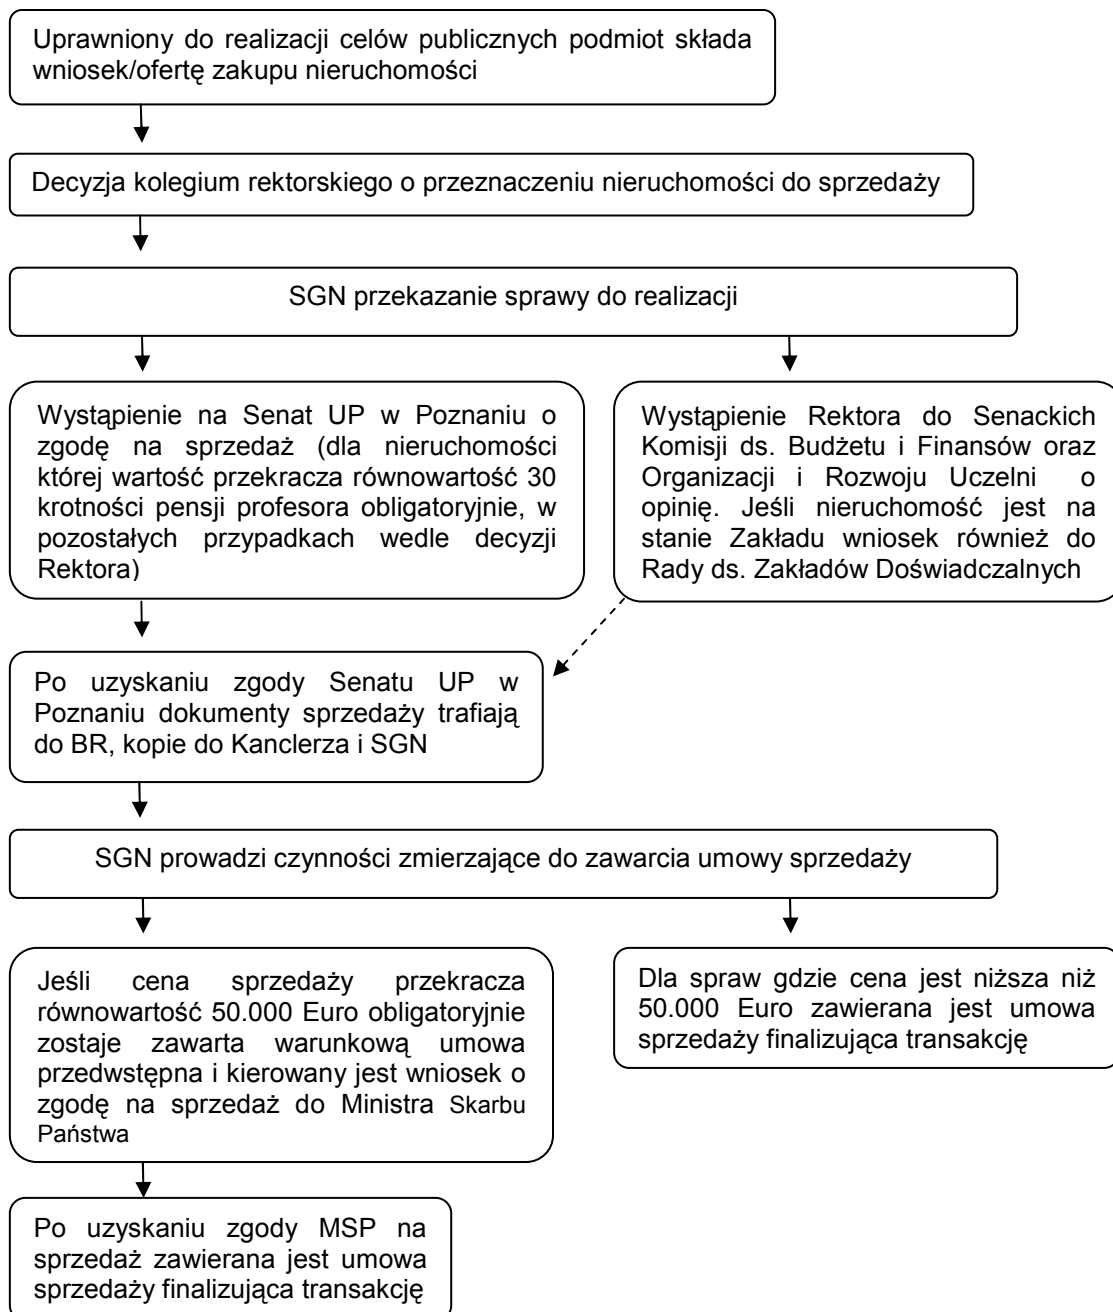 Uprawniony do realizacji celów publicznych podmiot składa
wniosek/ofertę zakupu nieruchomości
Decyzja kolegium rektorskiego o przeznaczeniu nieruchomości do sprzedaży
SGN przekazanie sprawy do realizacji
Wystąpienie na Senat UP w Poznaniu o
zgodę na sprzedaż (dla nieruchomości
której wartość przekracza równowartość 30
krotności pensji profesora obligatoryjnie, w
pozostałych przypadkach wedle decyzji
Rektora)
Wystąpienie Rektora do Senackich
Komisji ds. Budżetu i Finansów oraz
Organizacji i Rozwoju Uczelni o
opinię. Jeśli nieruchomość jest na
stanie Zakładu wniosek również do
Rady ds. Zakładów Doświadczalnych
Po uzyskaniu zgody Senatu UP w
Poznaniu dokumenty sprzedaży trafiają
do BR, kopie do Kanclerza i SGN
SGN prowadzi czynności zmierzające do zawarcia umowy sprzedaży
Jeśli cena sprzedaży przekracza
równowartość 50.000 Euro obligatoryjnie
zostaje zawarta warunkową umowa
przedwstępna i kierowany jest wniosek o
zgodę na sprzedaż do Ministra Skarbu
Państwa
Dla spraw gdzie cena jest niższa niż
50.000 Euro zawierana jest umowa
sprzedaży finalizująca transakcję
Po uzyskaniu zgody MSP na
sprzedaż zawierana jest umowa
sprzedaży finalizująca transakcję